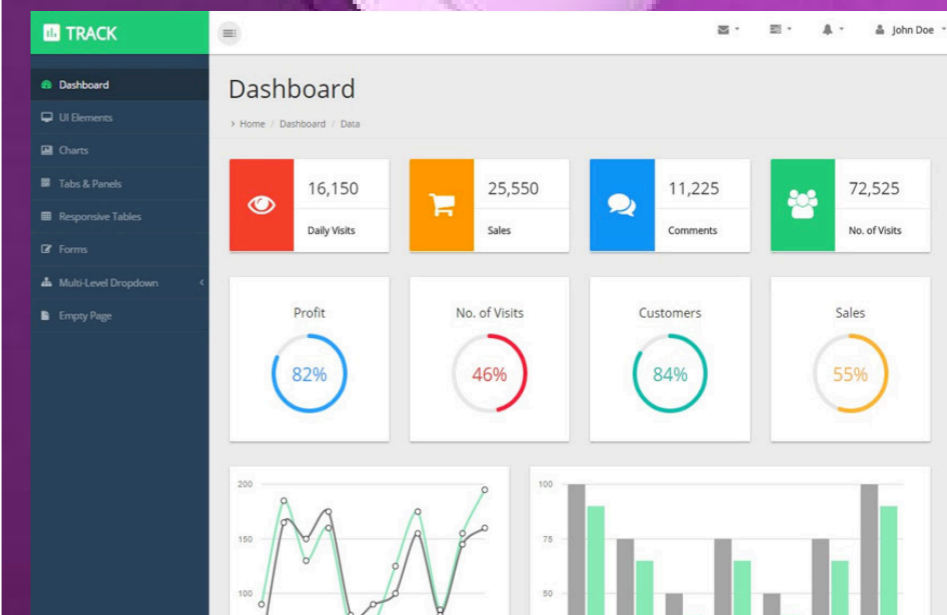 TRACK
John Doe
Dashboard
UI Elements
Charts
Tabs & Panels
Responsive Tables
Forms
Multi-Level Dropdown
Empty Page
Dashboard
> Home / Dashboard / Data
16,150
Daily Visits
25,550
Sales
11,225
Comments
72,525
No. of Visits
Profit
82%
No. of Visits
46%
Customers
84%
Sales
55%
200
150
100
100
75
50